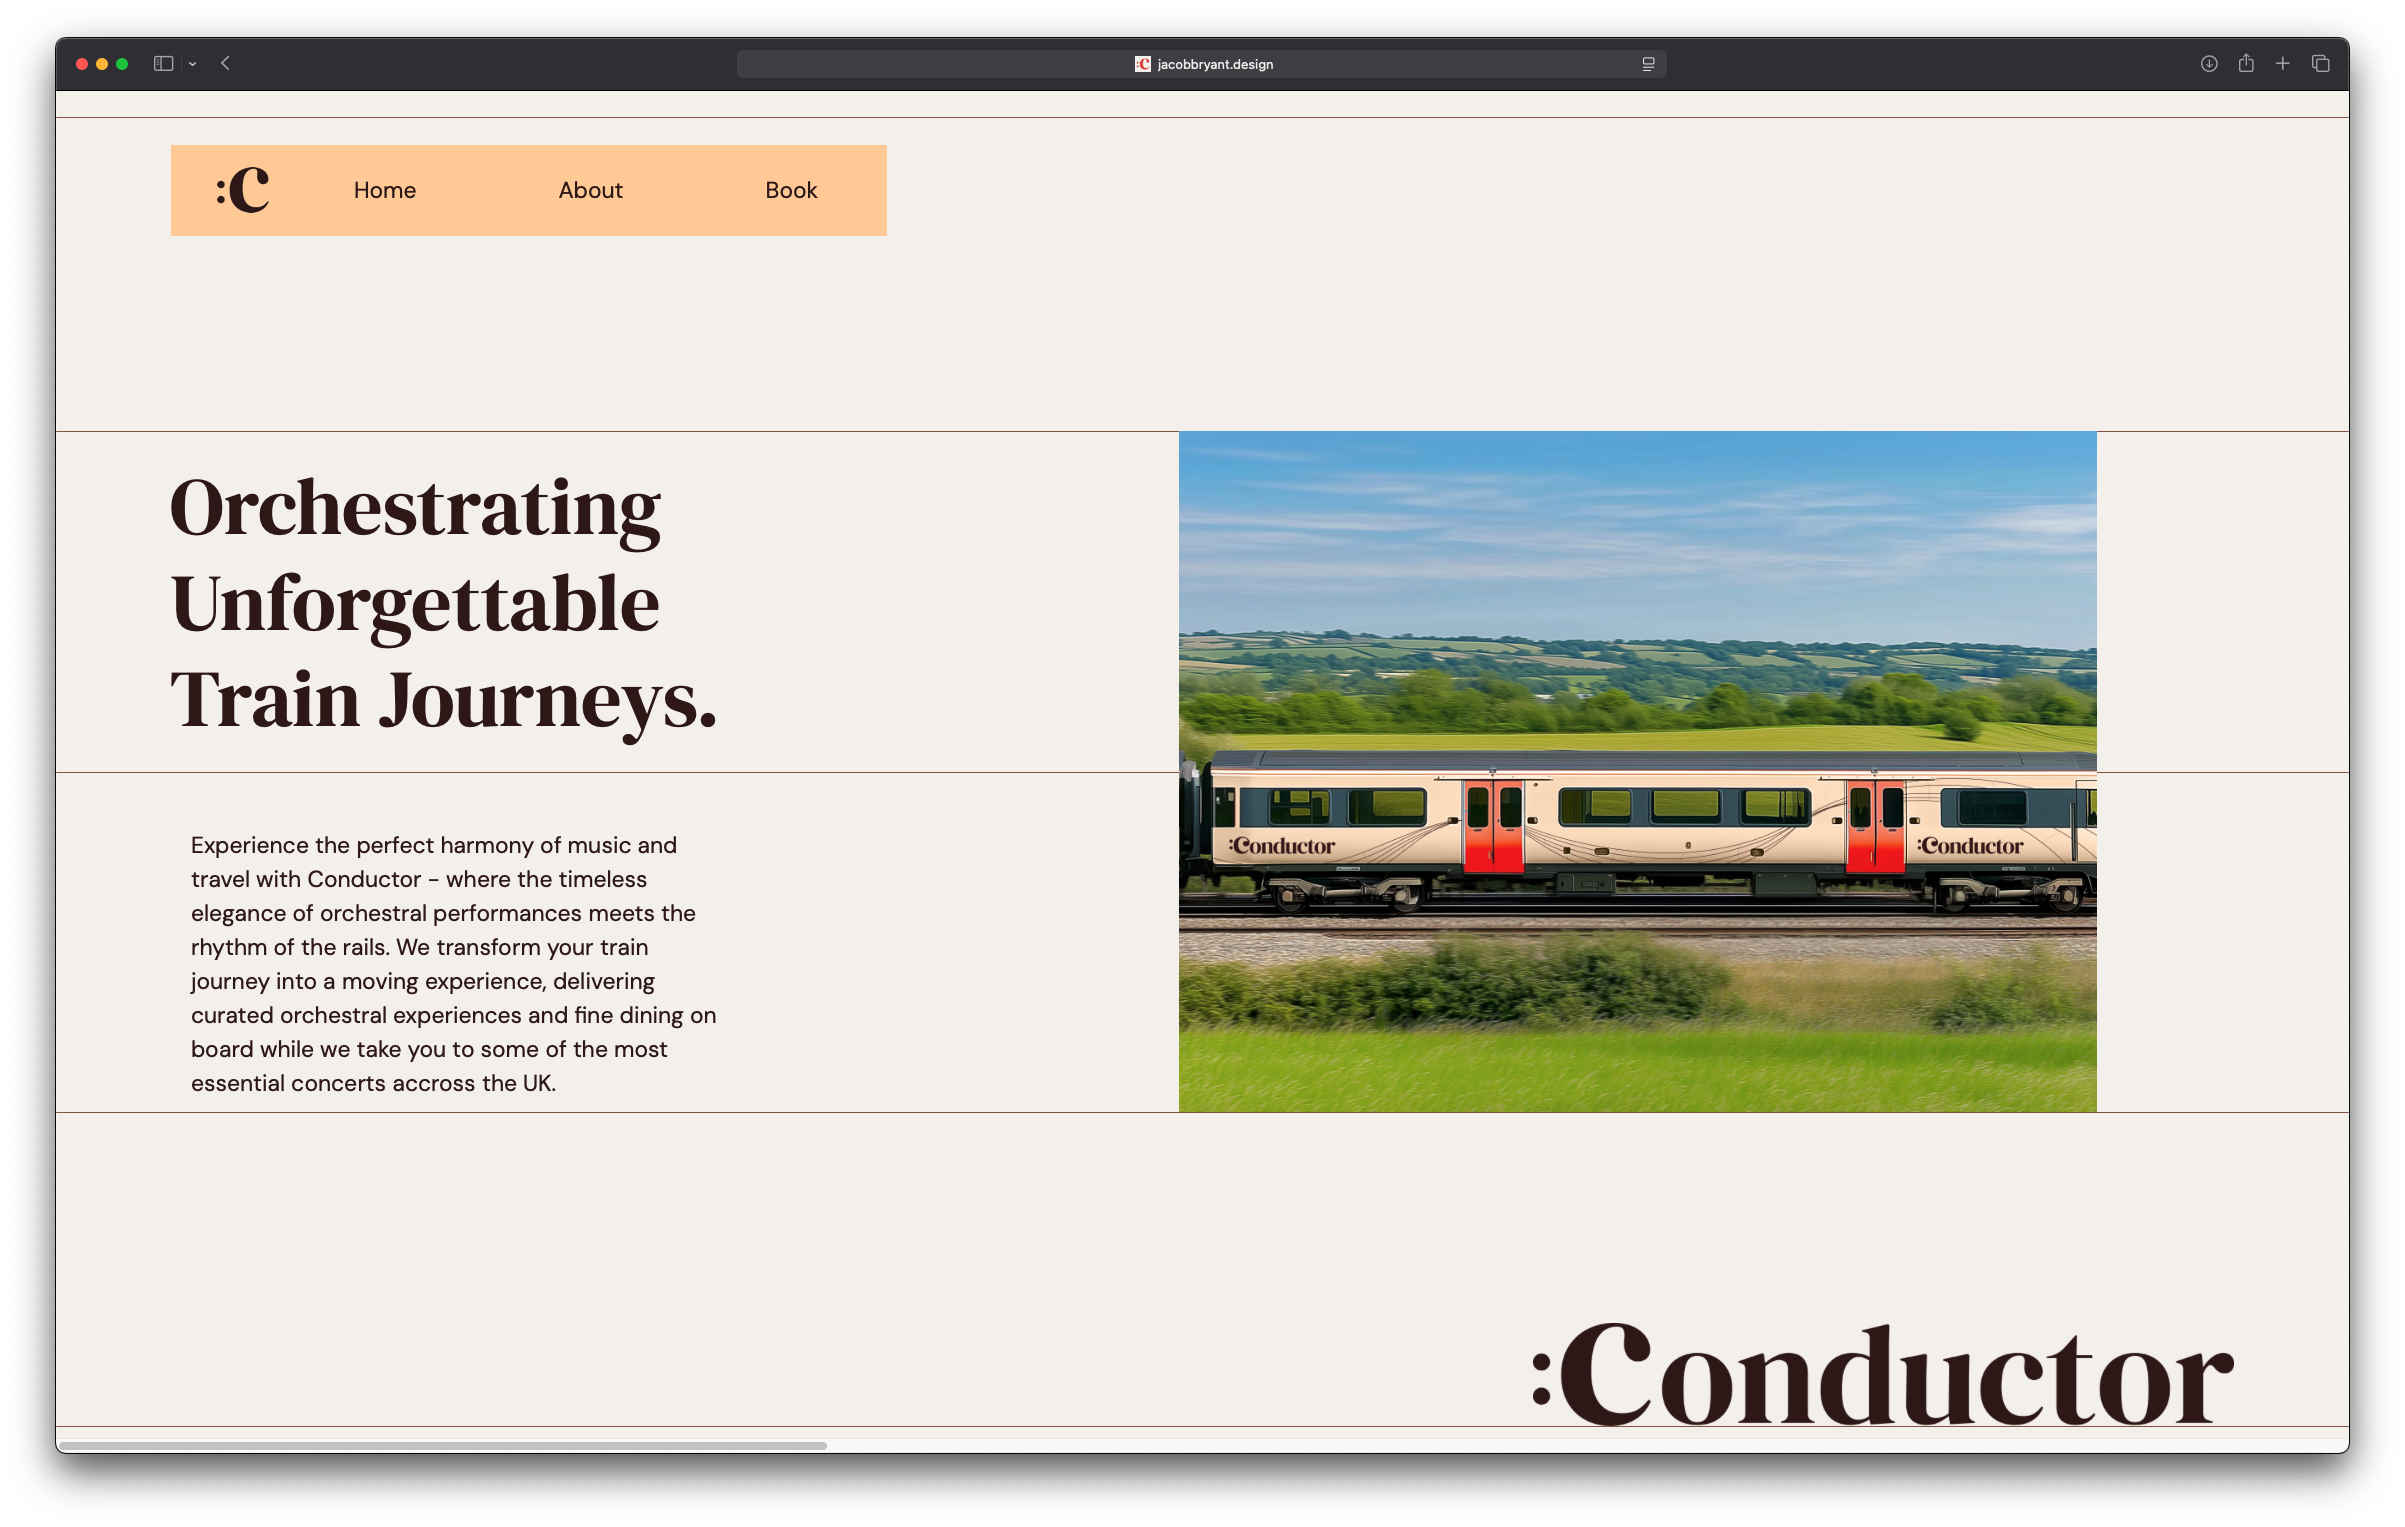 :C jacobbryant.design
:C Home About Book
Orchestrating
Unforgettable
Train Journeys.
Experience the perfect harmony of music and
travel with Conductor - where the timeless
elegance of orchestral performances meets the
rhythm of the rails. We transform your train
journey into a moving experience, delivering
curated orchestral experiences and fine dining on
board while we take you to some of the most
essential concerts accross the UK.
:Conductor
:Conductor
:Conductor